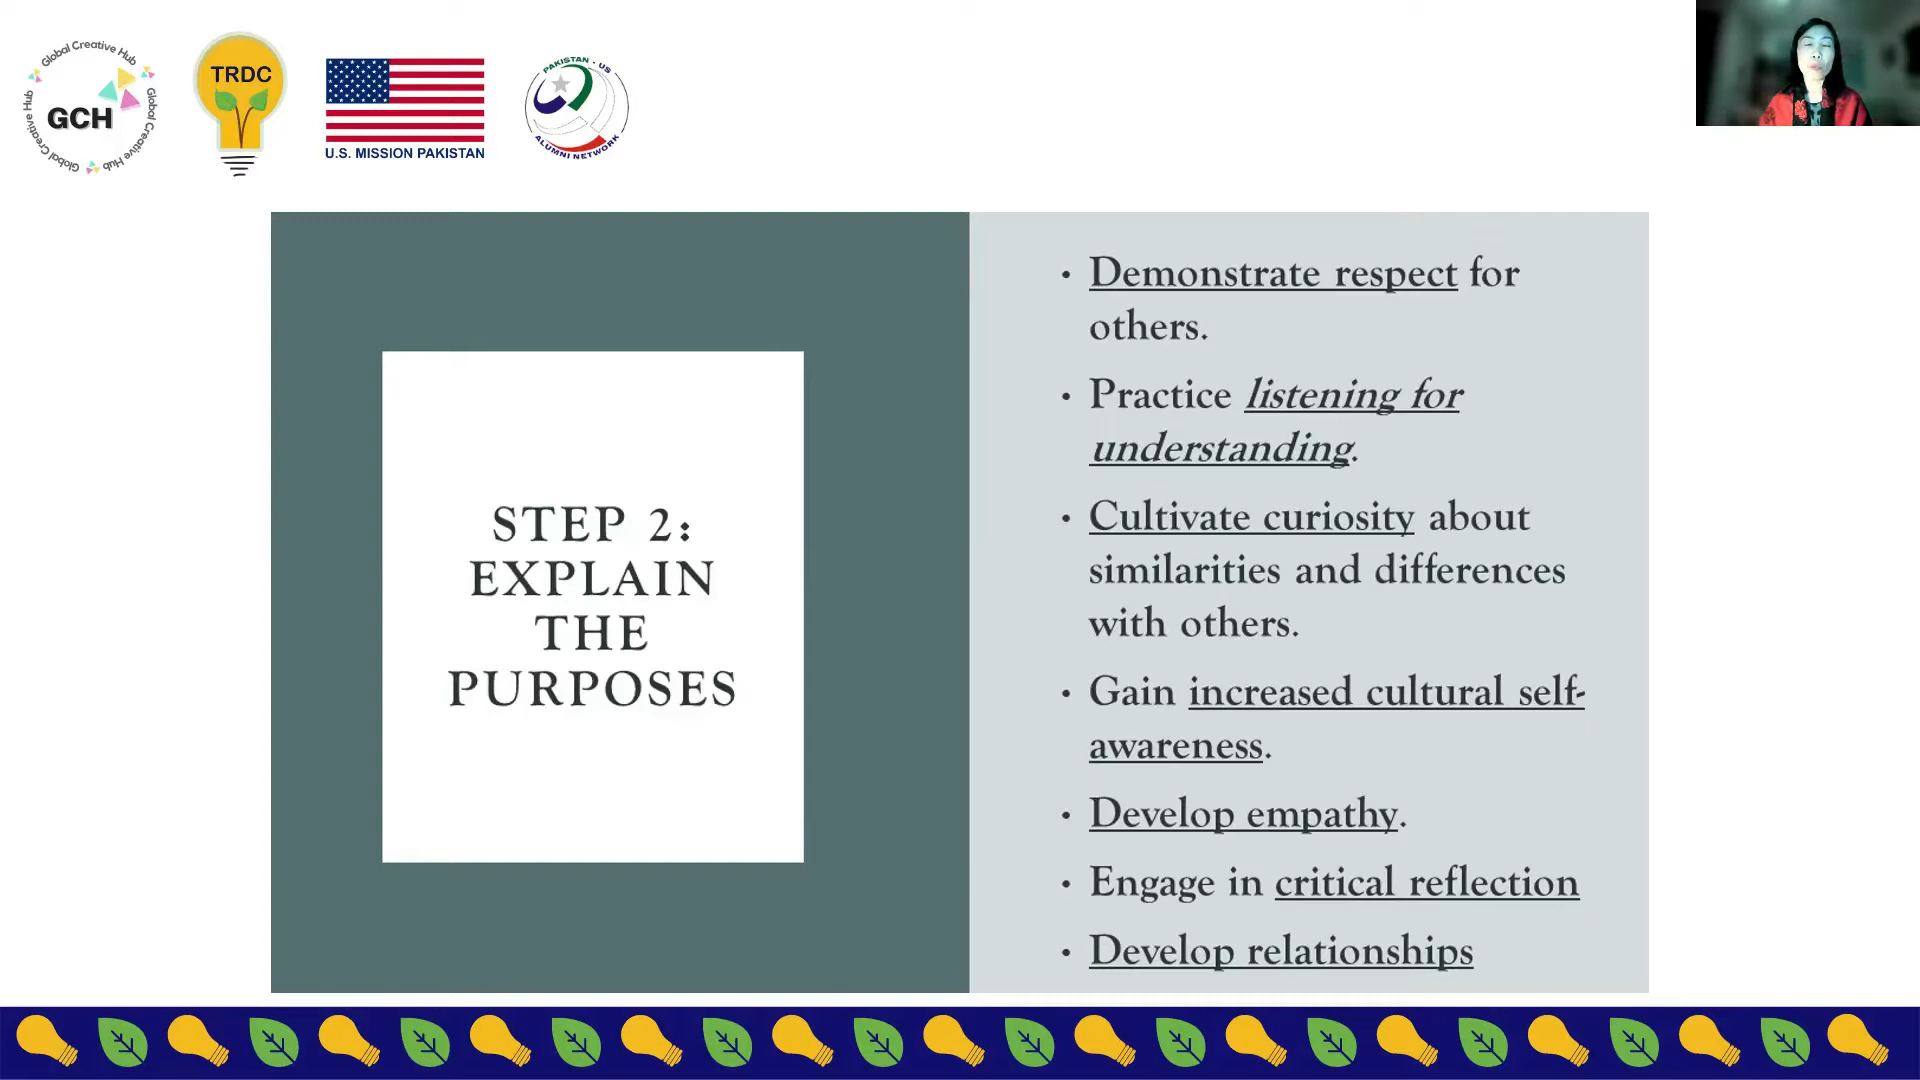 Global Creative Hub
Global Creative Hub
Global Creative Hub
GCH
TRDC
U.S. MISSION PAKISTAN
PAKISTAN - US
ALUMNI NETWORK
STEP 2:
EXPLAIN
THE
PURPOSES
• Demonstrate respect for
others.
• Practice listening for
understanding.
• Cultivate curiosity about
similarities and differences
with others.
• Gain increased cultural self-
awareness.
• Develop empathy.
• Engage in critical reflection
• Develop relationships